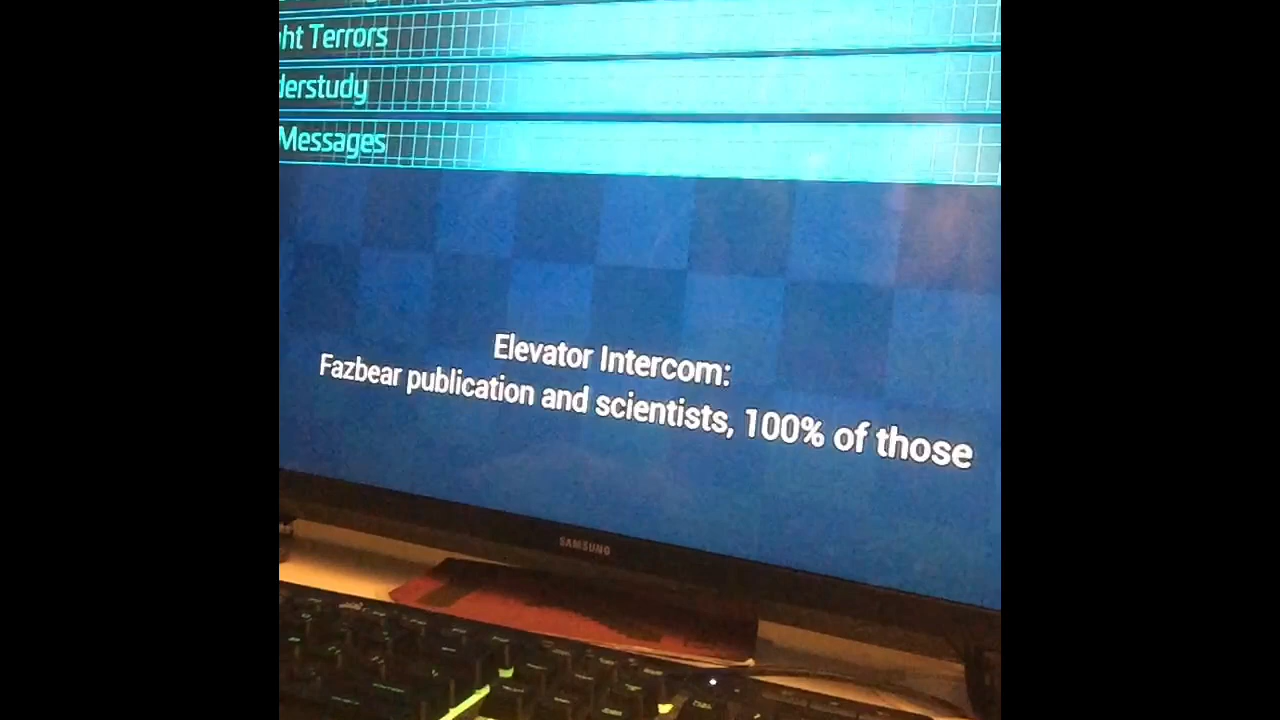 ht Terrors
derstudy
Messages
Elevator Intercom:
Fazbear publication and scientists, 100% of those
SAMSUNG